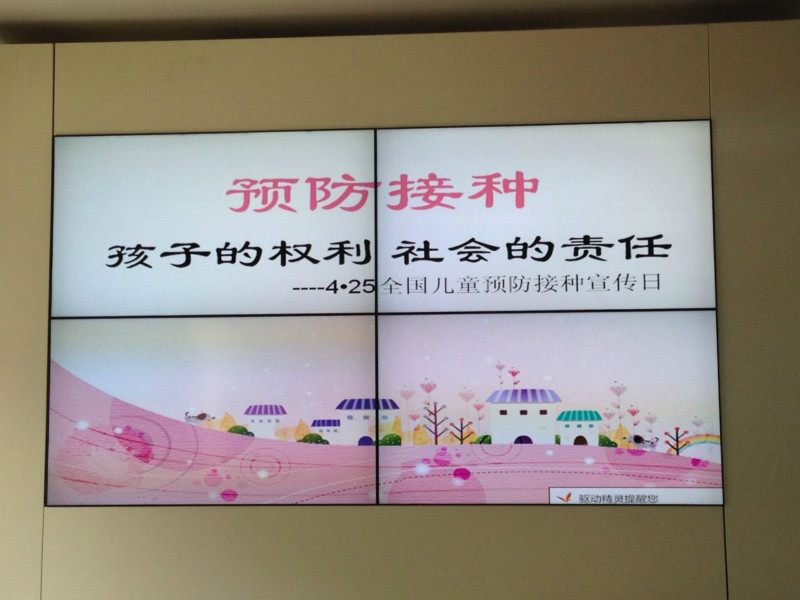 预防接种
孩子的权利 社会的责任
----4•25全国儿童预防接种宣传日
驱动精灵提醒您